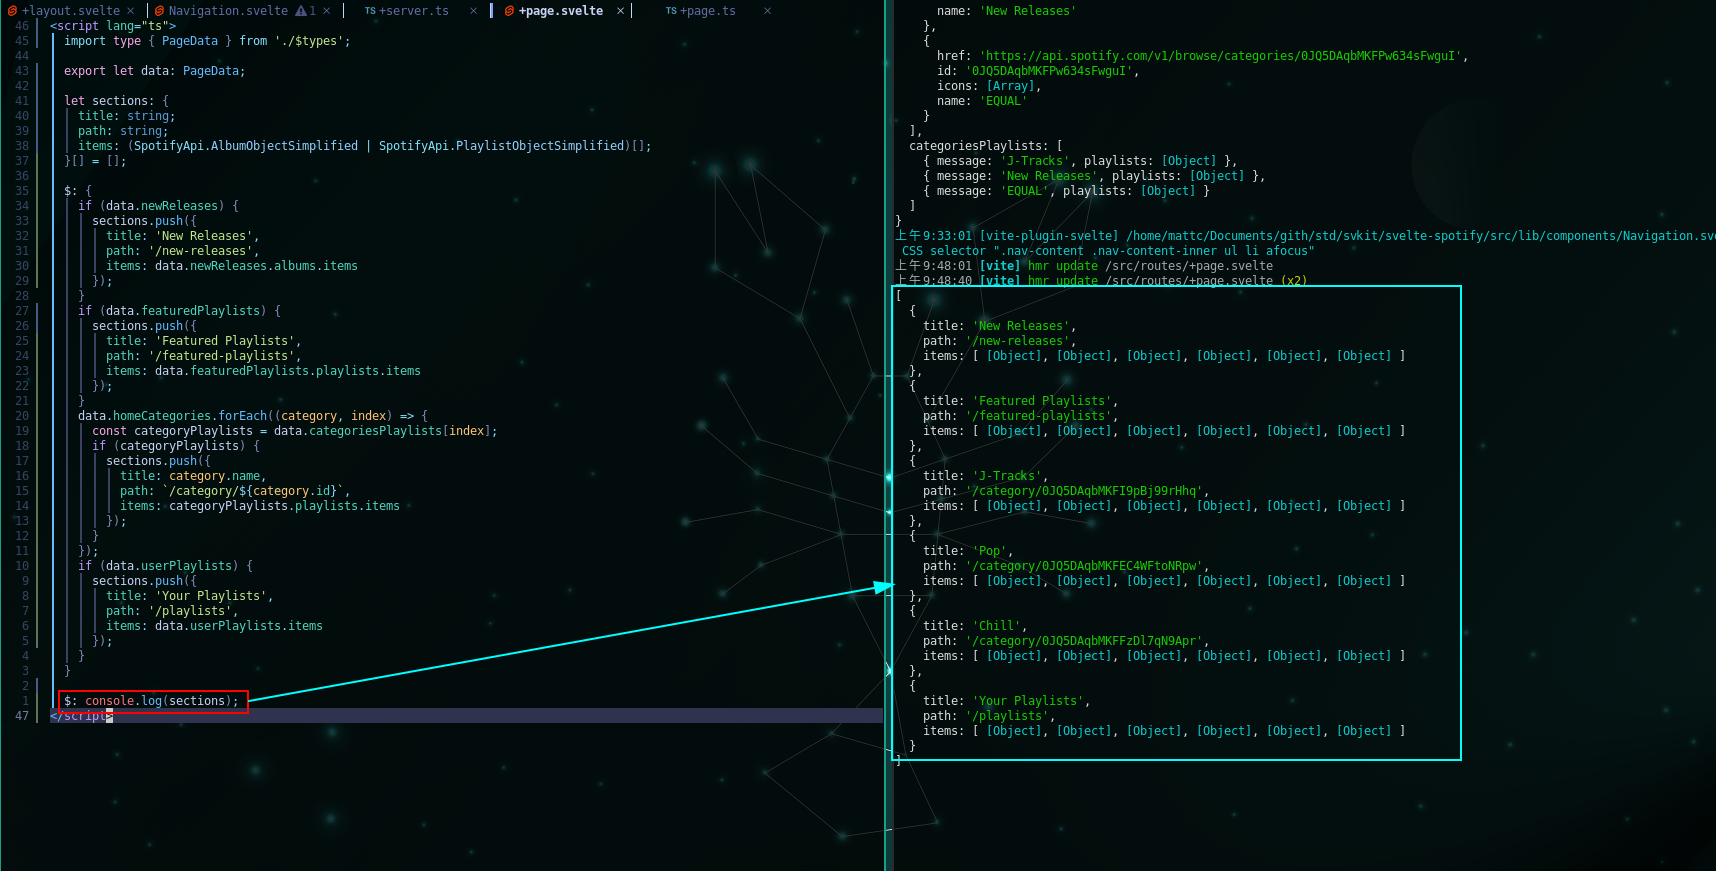 +layout.svelte × Navigation.svelte 1 × TS +server.ts × +page.svelte × TS +page.ts ×
46 <script lang="ts">
45 import type { PageData } from './$types';
44
43 export let data: PageData;
42
41 let sections: {
40 title: string;
39 path: string;
38 items: (SpotifyApi.AlbumObjectSimplified | SpotifyApi.PlaylistObjectSimplified)[];
37 }[] = [];
36
35 $: {
34 if (data.newReleases) {
33 sections.push({
32 title: 'New Releases',
31 path: '/new-releases',
30 items: data.newReleases.albums.items
29 });
28 }
27 if (data.featuredPlaylists) {
26 sections.push({
25 title: 'Featured Playlists',
24 path: '/featured-playlists',
23 items: data.featuredPlaylists.playlists.items
22 });
21 }
20 data.homeCategories.forEach((category, index) => {
19 const categoryPlaylists = data.categoriesPlaylists[index];
18 if (categoryPlaylists) {
17 sections.push({
16 title: category.name,
15 path: `/category/${category.id}`,
14 items: categoryPlaylists.playlists.items
13 });
12 }
11 });
10 if (data.userPlaylists) {
9 sections.push({
8 title: 'Your Playlists',
7 path: '/playlists',
6 items: data.userPlaylists.items
5 });
4 }
3 }
2
1 $: console.log(sections);
47 </script>
name: 'New Releases'
},
{
href: 'https://api.spotify.com/v1/browse/categories/0JQ5DAqbMKFPw634sFwguI',
id: '0JQ5DAqbMKFPw634sFwguI',
icons: [Array],
name: 'EQUAL'
}
],
categoriesPlaylists: [
{ message: 'J-Tracks', playlists: [Object] },
{ message: 'New Releases', playlists: [Object] },
{ message: 'EQUAL', playlists: [Object] }
]
}
上午9:33:01 [vite-plugin-svelte] /home/mattc/Documents/gith/std/svkit/svelte-spotify/src/lib/components/Navigation.sve
CSS selector ".nav-content .nav-content-inner ul li afocus"
上午9:48:01 [vite] hmr update /src/routes/+page.svelte
上午9:48:40 [vite] hmr update /src/routes/+page.svelte (x2)
[
{
title: 'New Releases',
path: '/new-releases',
items: [ [Object], [Object], [Object], [Object], [Object], [Object] ]
},
{
title: 'Featured Playlists',
path: '/featured-playlists',
items: [ [Object], [Object], [Object], [Object], [Object], [Object] ]
},
{
title: 'J-Tracks',
path: '/category/0JQ5DAqbMKFI9pBj99rHhq',
items: [ [Object], [Object], [Object], [Object], [Object], [Object] ]
},
{
title: 'Pop',
path: '/category/0JQ5DAqbMKFEC4WFtoNRpw',
items: [ [Object], [Object], [Object], [Object], [Object], [Object] ]
},
{
title: 'Chill',
path: '/category/0JQ5DAqbMKFFzDl7qN9Apr',
items: [ [Object], [Object], [Object], [Object], [Object], [Object] ]
},
{
title: 'Your Playlists',
path: '/playlists',
items: [ [Object], [Object], [Object], [Object], [Object], [Object] ]
}
]